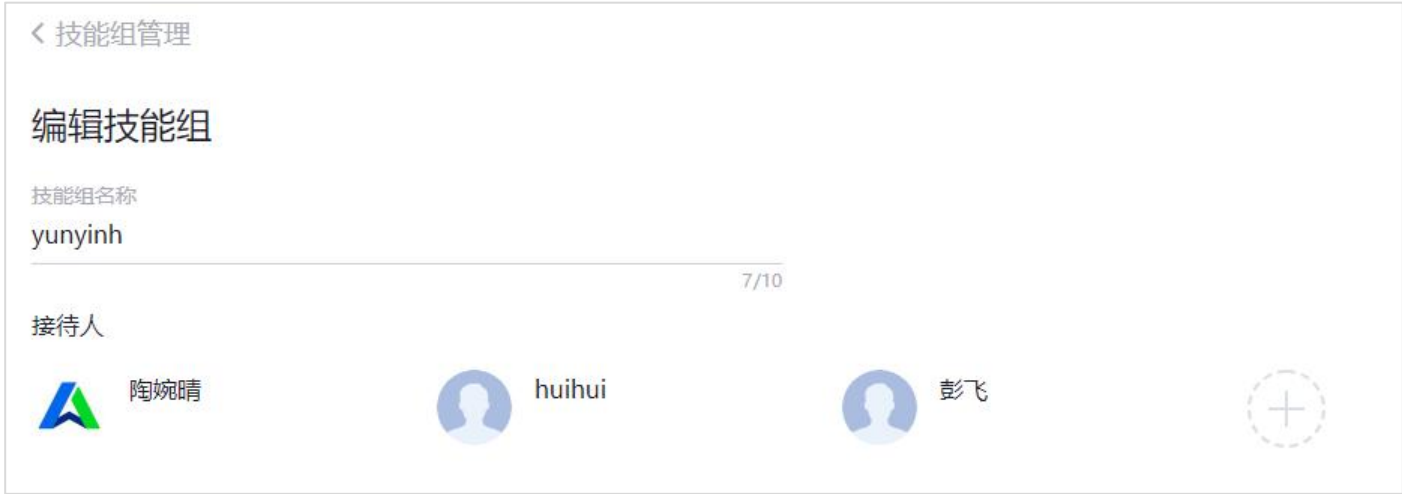 技能组管理
编辑技能组
技能组名称
yunyinh
7/10
接待人
陶婉晴 huihui 彭飞